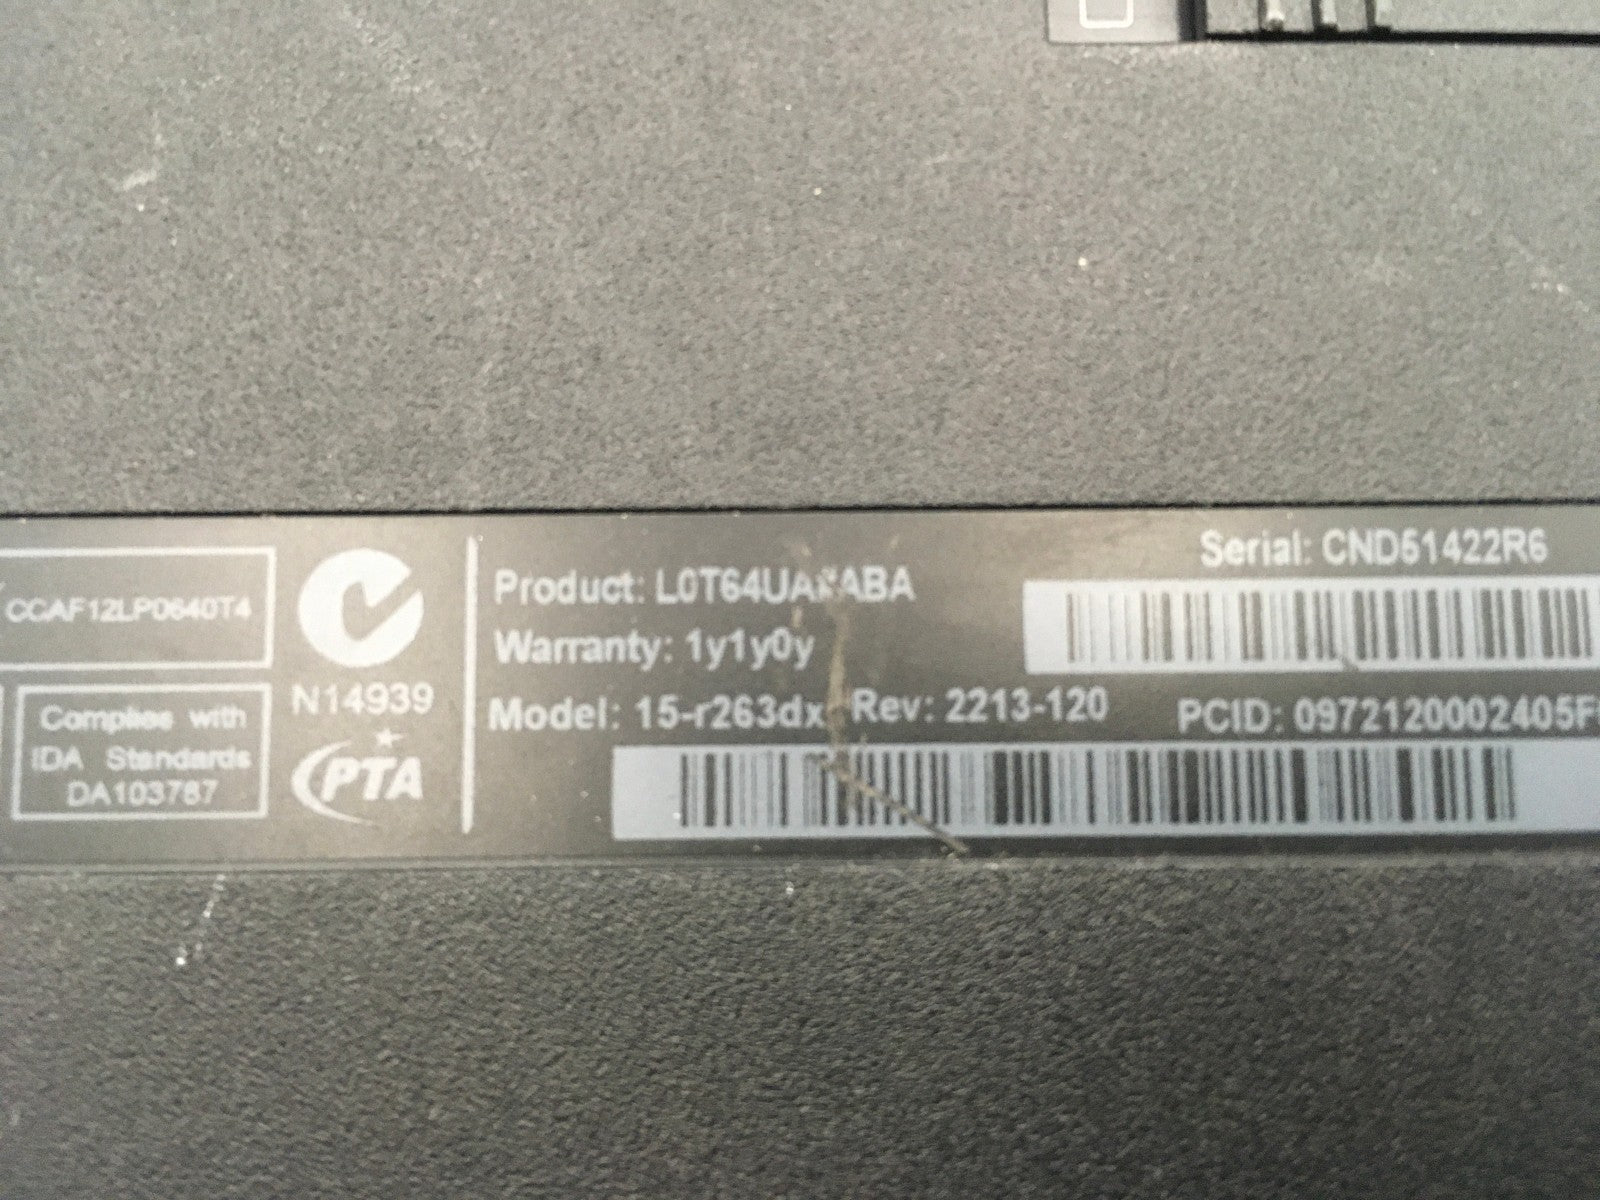 CCAF12LP0640T4
Complies with
IDA Standards
DA103787
N14939
PTA
Product: L0T64UA#ABA
Warranty: 1y1y0y
Model: 15-r263dx Rev: 2213-120
Serial: CND51422R6
PCID: 0972120002405F